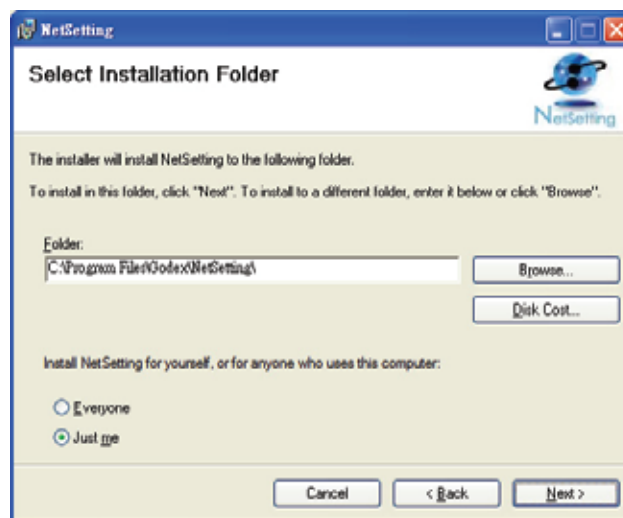 NetSetting
Select Installation Folder
NetSetting
The installer will install NetSetting to the following folder.
To install in this folder, click "Next". To install to a different folder, enter it below or click "Browse".
Folder:
C:\Program Files\Godex\NetSetting\
Browse...
Disk Cost...
Install NetSetting for yourself, or for anyone who uses this computer:
Everyone
Just me
Cancel
< Back
Next >